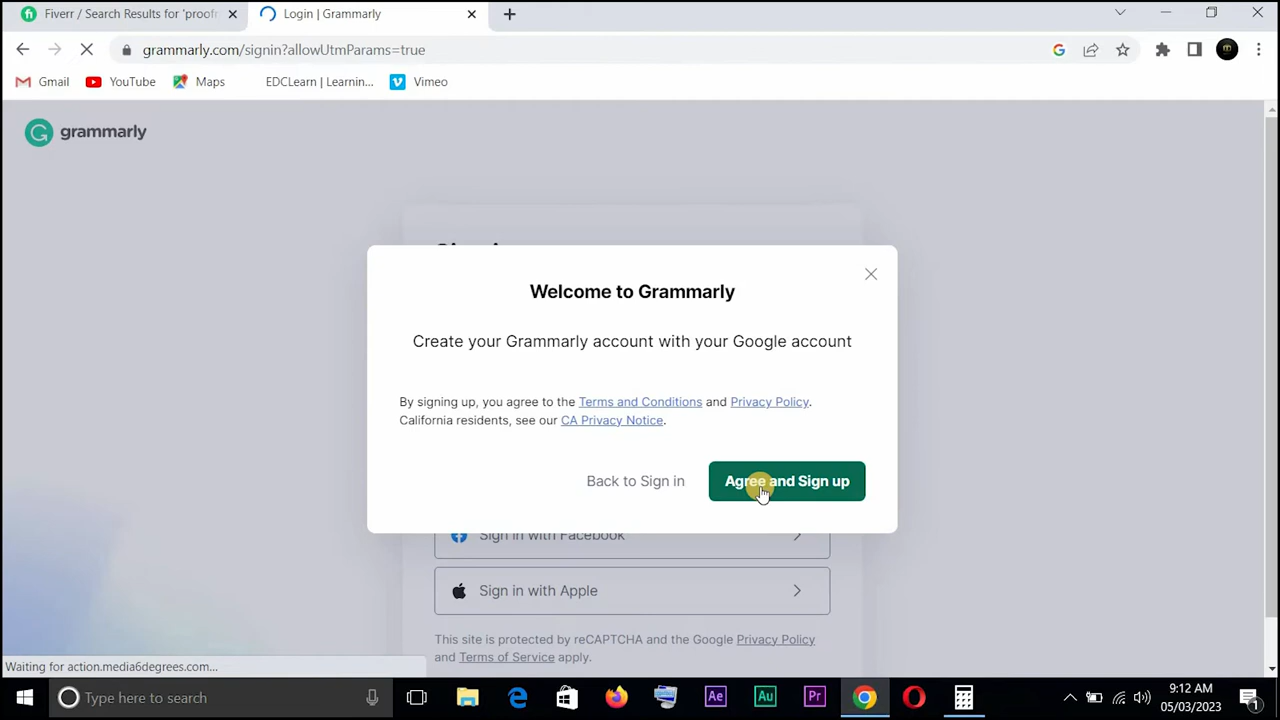 Fiverr / Search Results for 'proofr
Login | Grammarly
grammarly.com/signin?allowUtmParams=true
Gmail
YouTube
Maps
EDCLearn | Learnin...
Vimeo
grammarly
Welcome to Grammarly
Create your Grammarly account with your Google account
By signing up, you agree to the Terms and Conditions and Privacy Policy.
California residents, see our CA Privacy Notice.
Back to Sign in
Agree and Sign up
Sign in with Facebook
Sign in with Apple
This site is protected by reCAPTCHA and the Google Privacy Policy
and Terms of Service apply.
Waiting for action.media6degrees.com...
Type here to search
Ae
Au
Pr
9:12 AM
05/03/2023
1